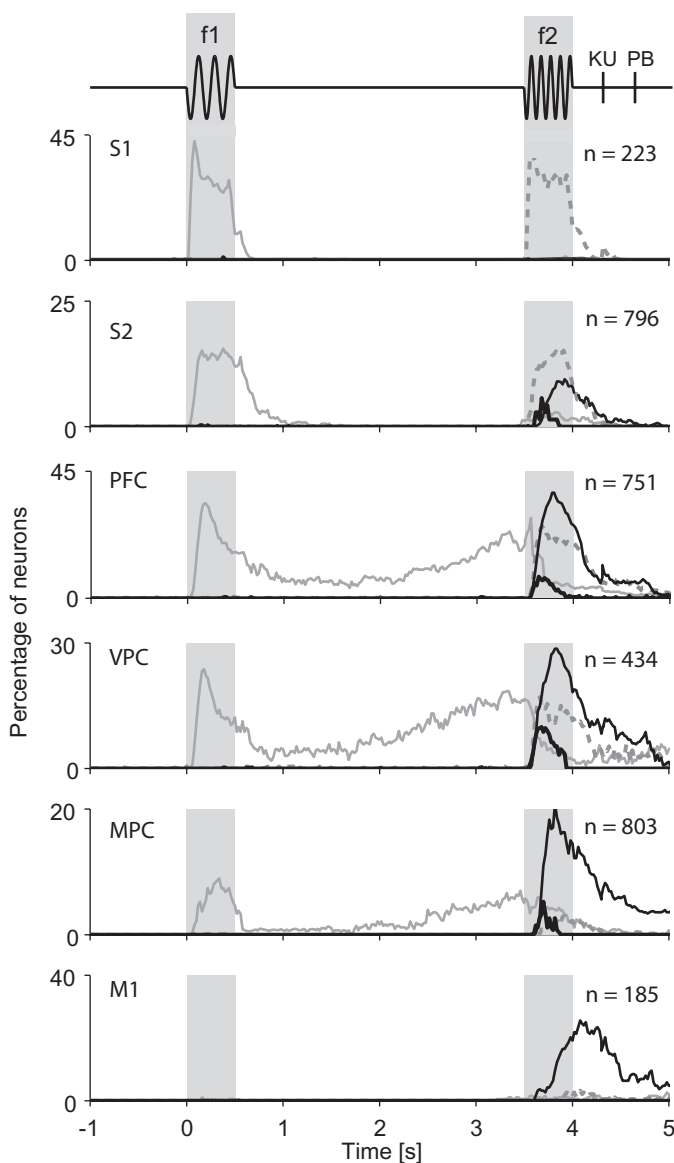 f1
f2
KU PB
45
S1
n = 223
0
25
S2
n = 796
0
45
PFC
n = 751
0
30
VPC
n = 434
0
20
MPC
n = 803
0
40
M1
n = 185
0
Percentage of neurons
-1 0 1 2 3 4 5
Time [s]